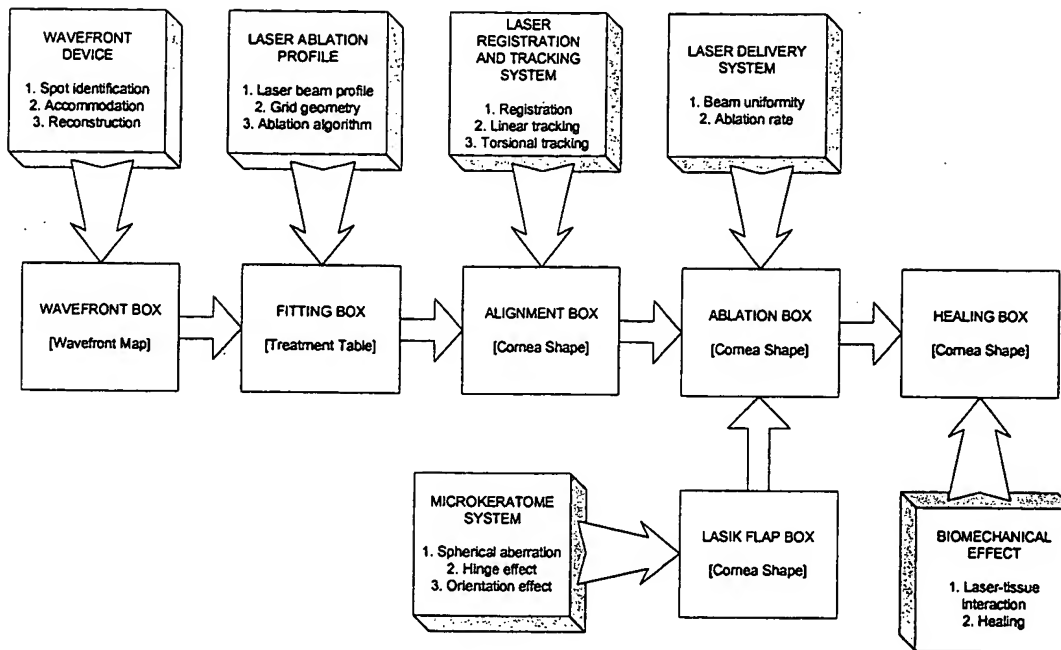 WAVEFRONT
DEVICE
1. Spot identification
2. Accommodation
3. Reconstruction
LASER ABLATION
PROFILE
1. Laser beam profile
2. Grid geometry
3. Ablation algorithm
LASER
REGISTRATION
AND TRACKING
SYSTEM
1. Registration
2. Linear tracking
3. Torsional tracking
LASER DELIVERY
SYSTEM
1. Beam uniformity
2. Ablation rate
WAVEFRONT BOX
[Wavefront Map]
FITTING BOX
[Treatment Table]
ALIGNMENT BOX
[Cornea Shape]
ABLATION BOX
[Cornea Shape]
HEALING BOX
[Cornea Shape]
MICROKERATOME
SYSTEM
1. Spherical aberration
2. Hinge effect
3. Orientation effect
LASIK FLAP BOX
[Cornea Shape]
BIOMECHANICAL
EFFECT
1. Laser-tissue
interaction
2. Healing